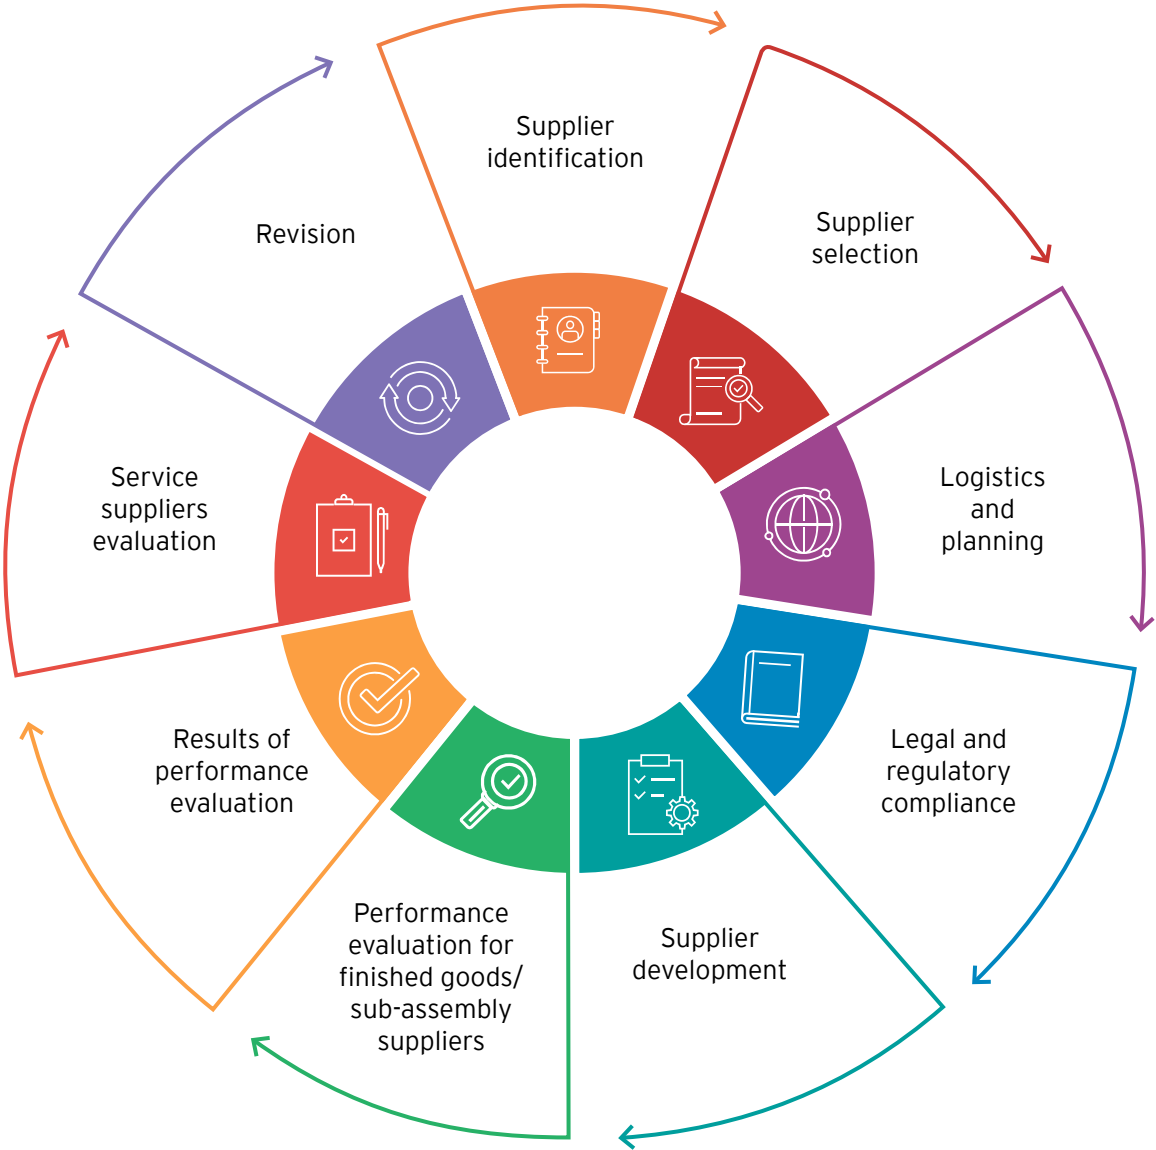 Supplier
identification
Supplier
selection
Logistics
and
planning
Legal and
regulatory
compliance
Supplier
development
Performance
evaluation for
finished goods/
sub-assembly
suppliers
Results of
performance
evaluation
Service
suppliers
evaluation
Revision